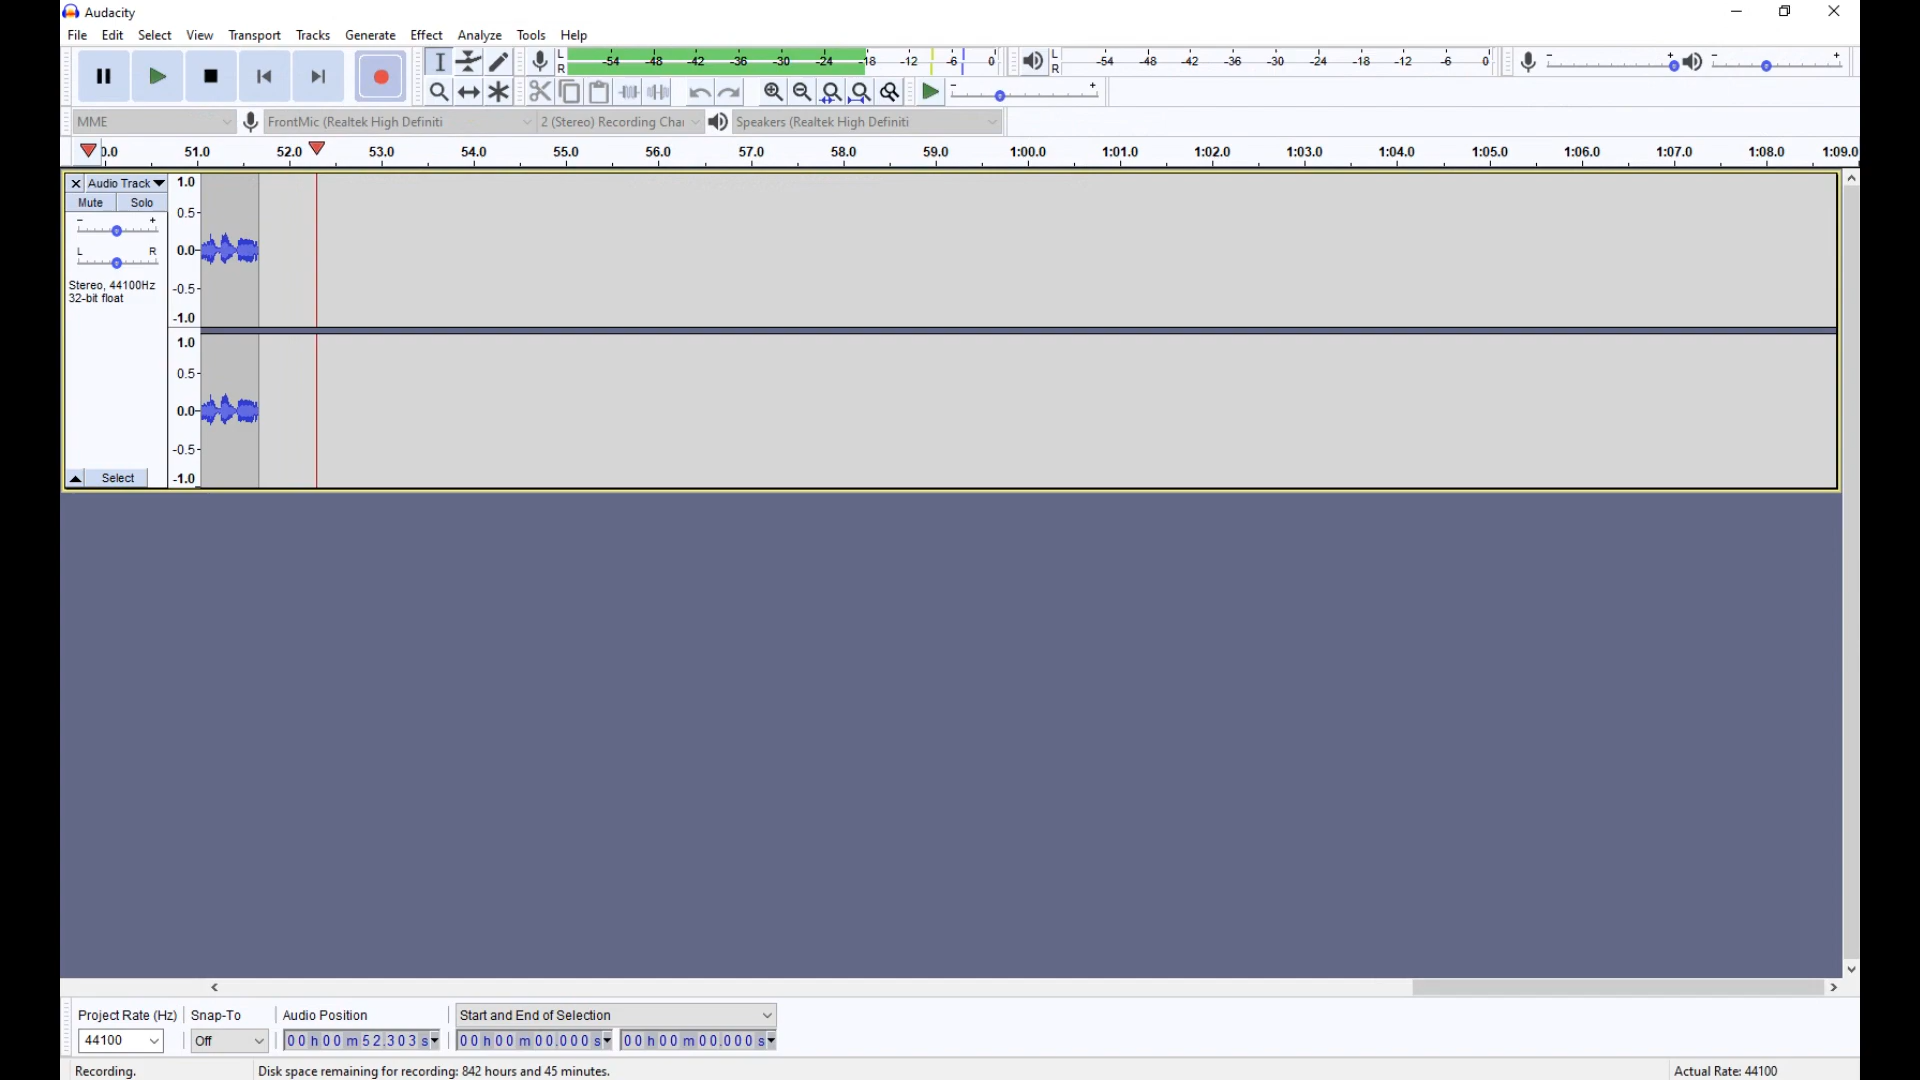 Audacity
File Edit Select View Transport Tracks Generate Effect Analyze Tools Help
L R -54 -48 -42 -36 -30 -24 -18 -12 -6 0 L R -54 -48 -42 -36 -30 -24 -18 -12 -6 0 - + - +
- +
MME FrontMic (Realtek High Definiti 2 (Stereo) Recording Chai Speakers (Realtek High Definiti
0.0 51.0 52.0 53.0 54.0 55.0 56.0 57.0 58.0 59.0 1:00.0 1:01.0 1:02.0 1:03.0 1:04.0 1:05.0 1:06.0 1:07.0 1:08.0 1:09.0
Audio Track 1.0
Mute Solo
- + 0.5
L R 0.0
Stereo, 44100Hz -0.5
32-bit float
-1.0
1.0
0.5
0.0
-0.5
Select -1.0
Project Rate (Hz) Snap-To Audio Position Start and End of Selection
44100 Off 00 h 00 m 52.303 s 00 h 00 m 00.000 s 00 h 00 m 00.000 s
Recording. Disk space remaining for recording: 842 hours and 45 minutes. Actual Rate: 44100